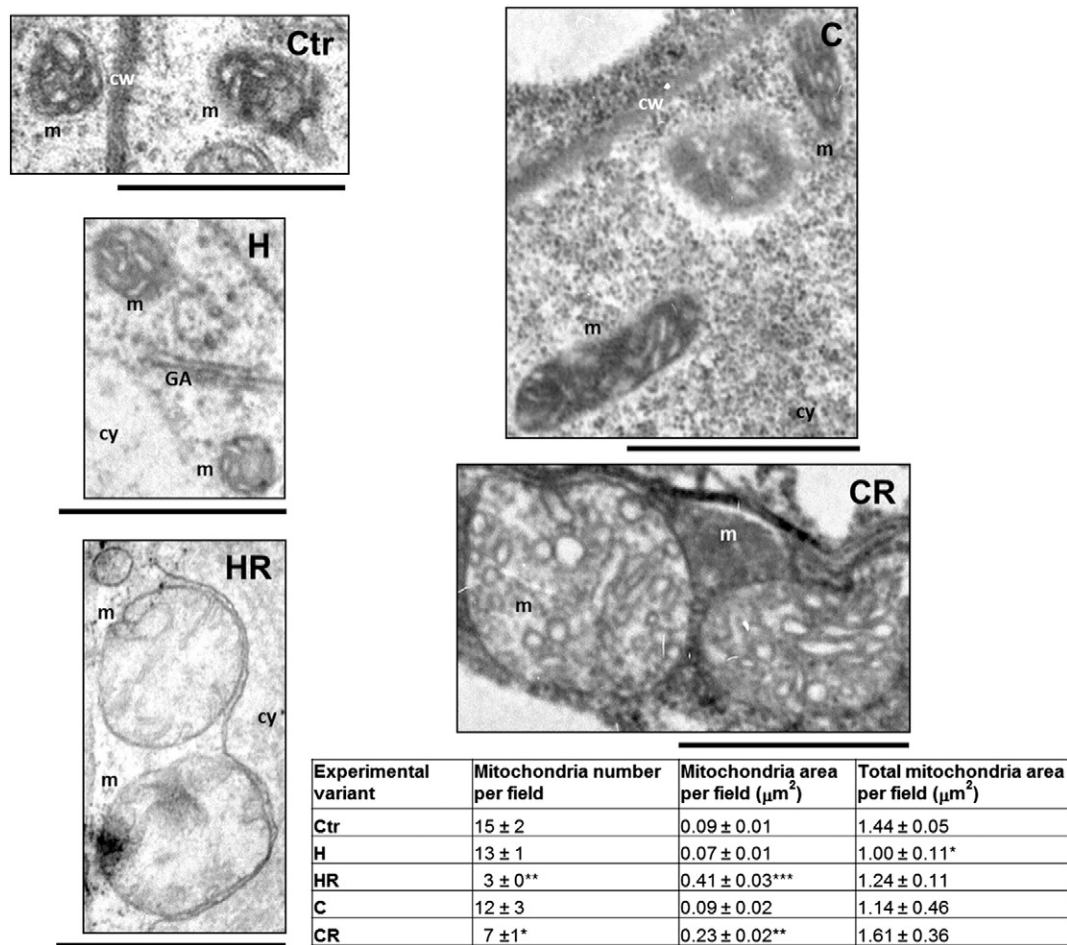 Ctr
cw
m
m
C
cw
m
m
cy
H
m
GA
cy
m
CR
m
m
HR
m
cy
m
Experimental variant | Mitochondria number per field | Mitochondria area per field (μm²) | Total mitochondria area per field (μm²)
Ctr | 15 ± 2 | 0.09 ± 0.01 | 1.44 ± 0.05
H | 13 ± 1 | 0.07 ± 0.01 | 1.00 ± 0.11*
HR | 3 ± 0** | 0.41 ± 0.03*** | 1.24 ± 0.11
C | 12 ± 3 | 0.09 ± 0.02 | 1.14 ± 0.46
CR | 7 ±1* | 0.23 ± 0.02** | 1.61 ± 0.36